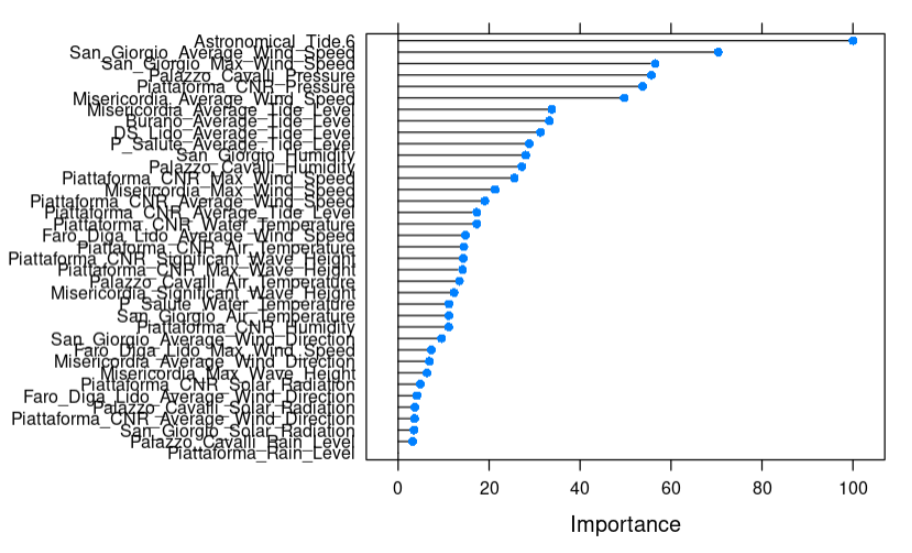 Astronomical_Tide.6
San_Giorgio_Average_Wind_Speed
San_Giorgio_Max_Wind_Speed
Palazzo_Cavalli_Pressure
Piattaforma_CNR_Pressure
Misericordia_Average_Wind_Speed
Misericordia_Average_Tide_Level
Burano_Average_Tide_Level
DS_Lido_Average_Tide_Level
P_Salute_Average_Tide_Level
San_Giorgio_Humidity
Palazzo_Cavalli_Humidity
Piattaforma_CNR_Max_Wind_Speed
Misericordia_Max_Wind_Speed
Piattaforma_CNR_Average_Wind_Speed
Piattaforma_CNR_Average_Tide_Level
Piattaforma_CNR_Water_Temperature
Faro_Diga_Lido_Average_Wind_Speed
Piattaforma_CNR_Air_Temperature
Piattaforma_CNR_Significant_Wave_Height
Piattaforma_CNR_Max_Wave_Height
Palazzo_Cavalli_Air_Temperature
Misericordia_Significant_Wave_Height
P_Salute_Water_Temperature
San_Giorgio_Air_Temperature
Piattaforma_CNR_Humidity
San_Giorgio_Average_Wind_Direction
Faro_Diga_Lido_Max_Wind_Speed
Misericordia_Average_Wind_Direction
Misericordia_Max_Wave_Height
Piattaforma_CNR_Solar_Radiation
Faro_Diga_Lido_Average_Wind_Direction
Palazzo_Cavalli_Solar_Radiation
Piattaforma_CNR_Average_Wind_Direction
San_Giorgio_Solar_Radiation
Palazzo_Cavalli_Rain_Level
Piattaforma_Rain_Level
0 20 40 60 80 100
Importance